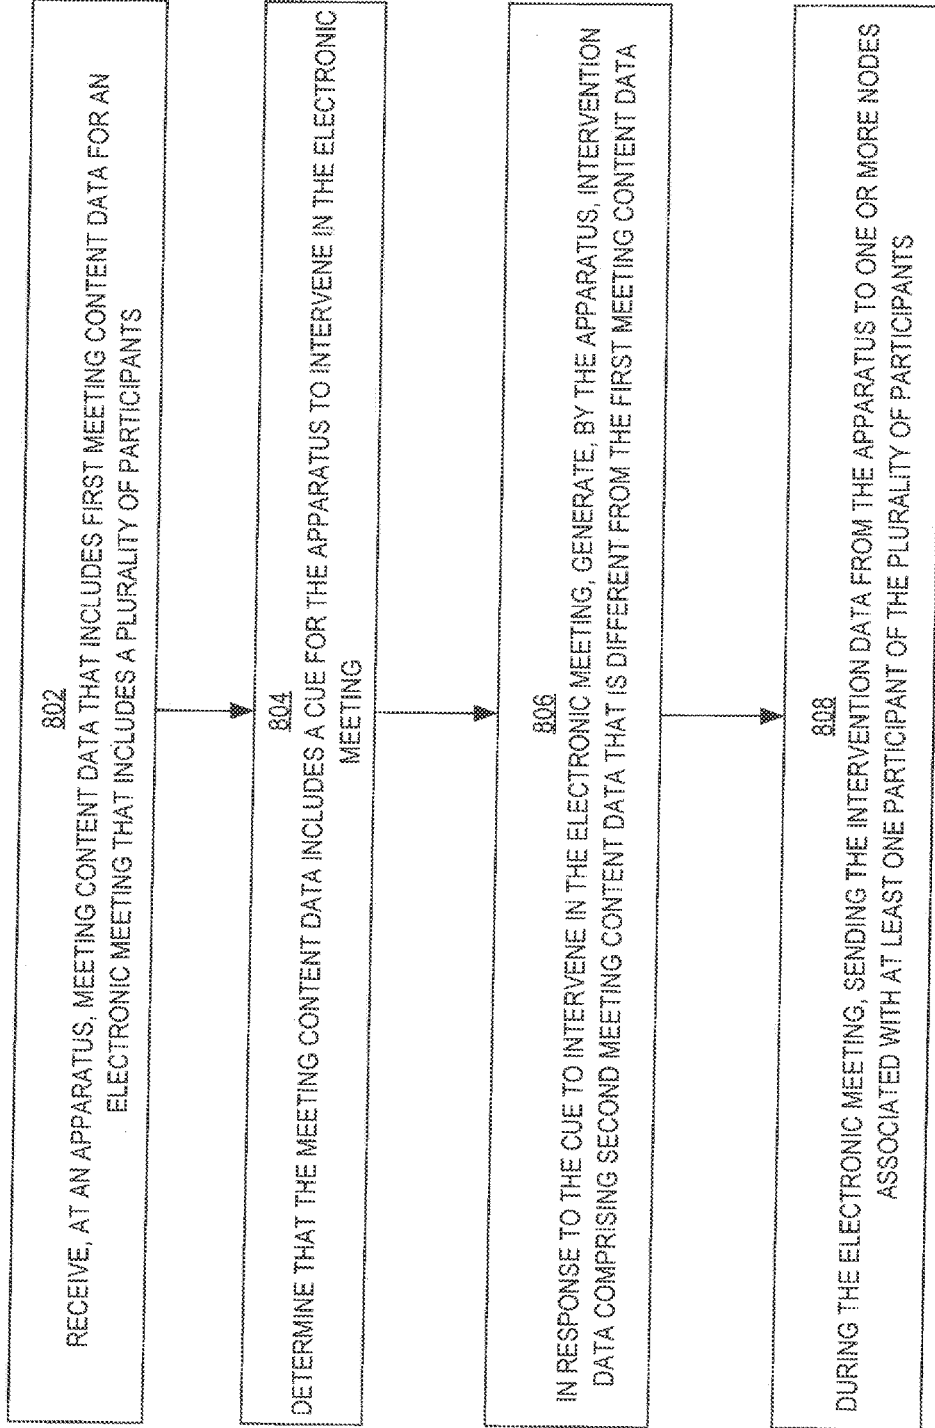 802
RECEIVE, AT AN APPARATUS, MEETING CONTENT DATA THAT INCLUDES FIRST MEETING CONTENT DATA FOR AN
ELECTRONIC MEETING THAT INCLUDES A PLURALITY OF PARTICIPANTS
804
DETERMINE THAT THE MEETING CONTENT DATA INCLUDES A CUE FOR THE APPARATUS TO INTERVENE IN THE ELECTRONIC
MEETING
806
IN RESPONSE TO THE CUE TO INTERVENE IN THE ELECTRONIC MEETING, GENERATE, BY THE APPARATUS, INTERVENTION
DATA COMPRISING SECOND MEETING CONTENT DATA THAT IS DIFFERENT FROM THE FIRST MEETING CONTENT DATA
808
DURING THE ELECTRONIC MEETING, SENDING THE INTERVENTION DATA FROM THE APPARATUS TO ONE OR MORE NODES
ASSOCIATED WITH AT LEAST ONE PARTICIPANT OF THE PLURALITY OF PARTICIPANTS